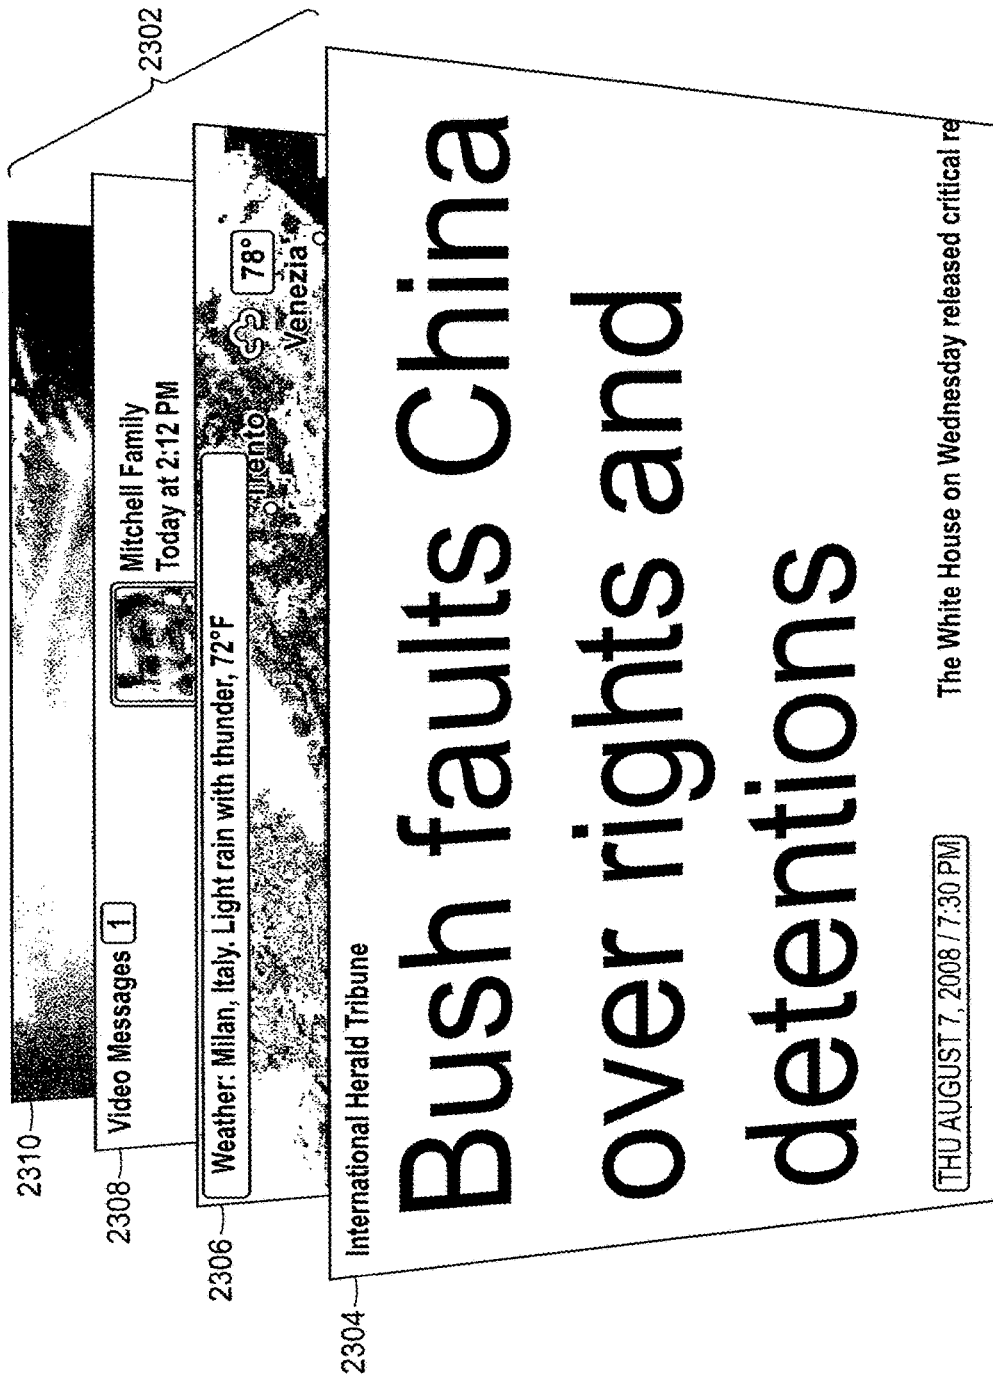 2302
2310
2308
Video Messages 1
Mitchell Family
Today at 2:12 PM
2306
Weather: Milan, Italy. Light rain with thunder, 72°F
Trento
78°
Venezia
2304
International Herald Tribune
Bush faults China
over rights and
detentions
THU AUGUST 7, 2008 / 7:30 PM
The White House on Wednesday released critical re